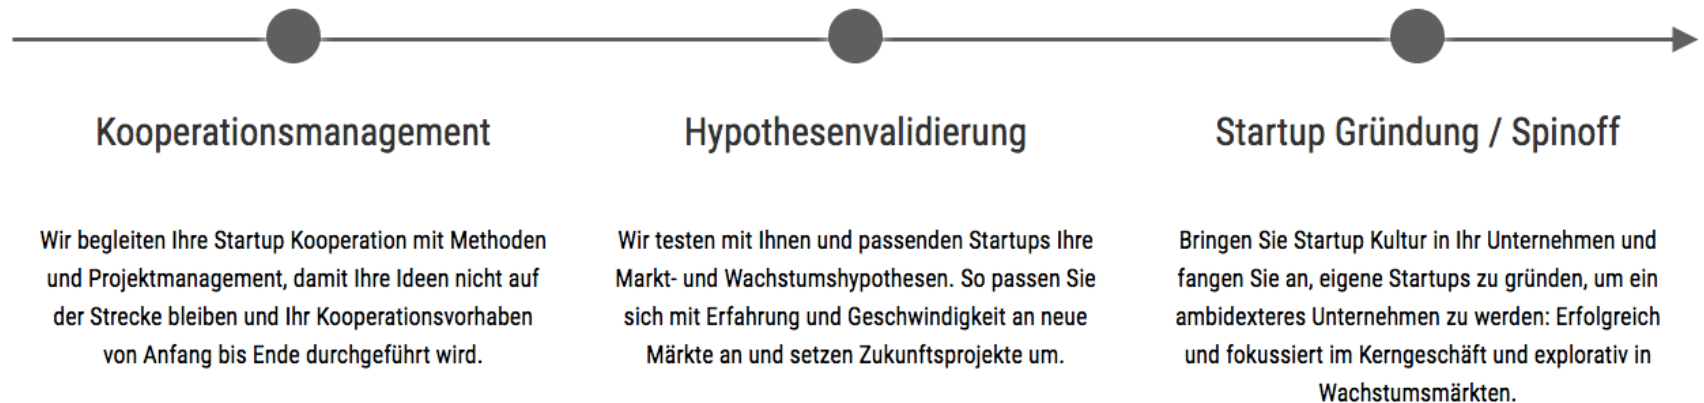 Kooperationsmanagement
Wir begleiten Ihre Startup Kooperation mit Methoden
und Projektmanagement, damit Ihre Ideen nicht auf
der Strecke bleiben und Ihr Kooperationsvorhaben
von Anfang bis Ende durchgeführt wird.
Hypothesenvalidierung
Wir testen mit Ihnen und passenden Startups Ihre
Markt- und Wachstumshypothesen. So passen Sie
sich mit Erfahrung und Geschwindigkeit an neue
Märkte an und setzen Zukunftsprojekte um.
Startup Gründung / Spinoff
Bringen Sie Startup Kultur in Ihr Unternehmen und
fangen Sie an, eigene Startups zu gründen, um ein
ambidexteres Unternehmen zu werden: Erfolgreich
und fokussiert im Kerngeschäft und explorativ in
Wachstumsmärkten.